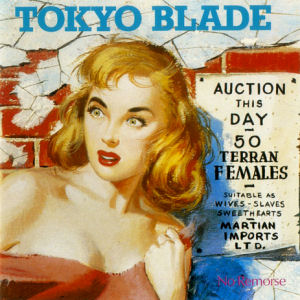 TOKYO BLADE
AUCTION
THIS
DAY
- 50
TERRAN
FEMALES
SUITABLE AS
WIVES - SLAVES
SWEETHEARTS -
MARTIAN
IMPORTS
LTD.
No Remorse